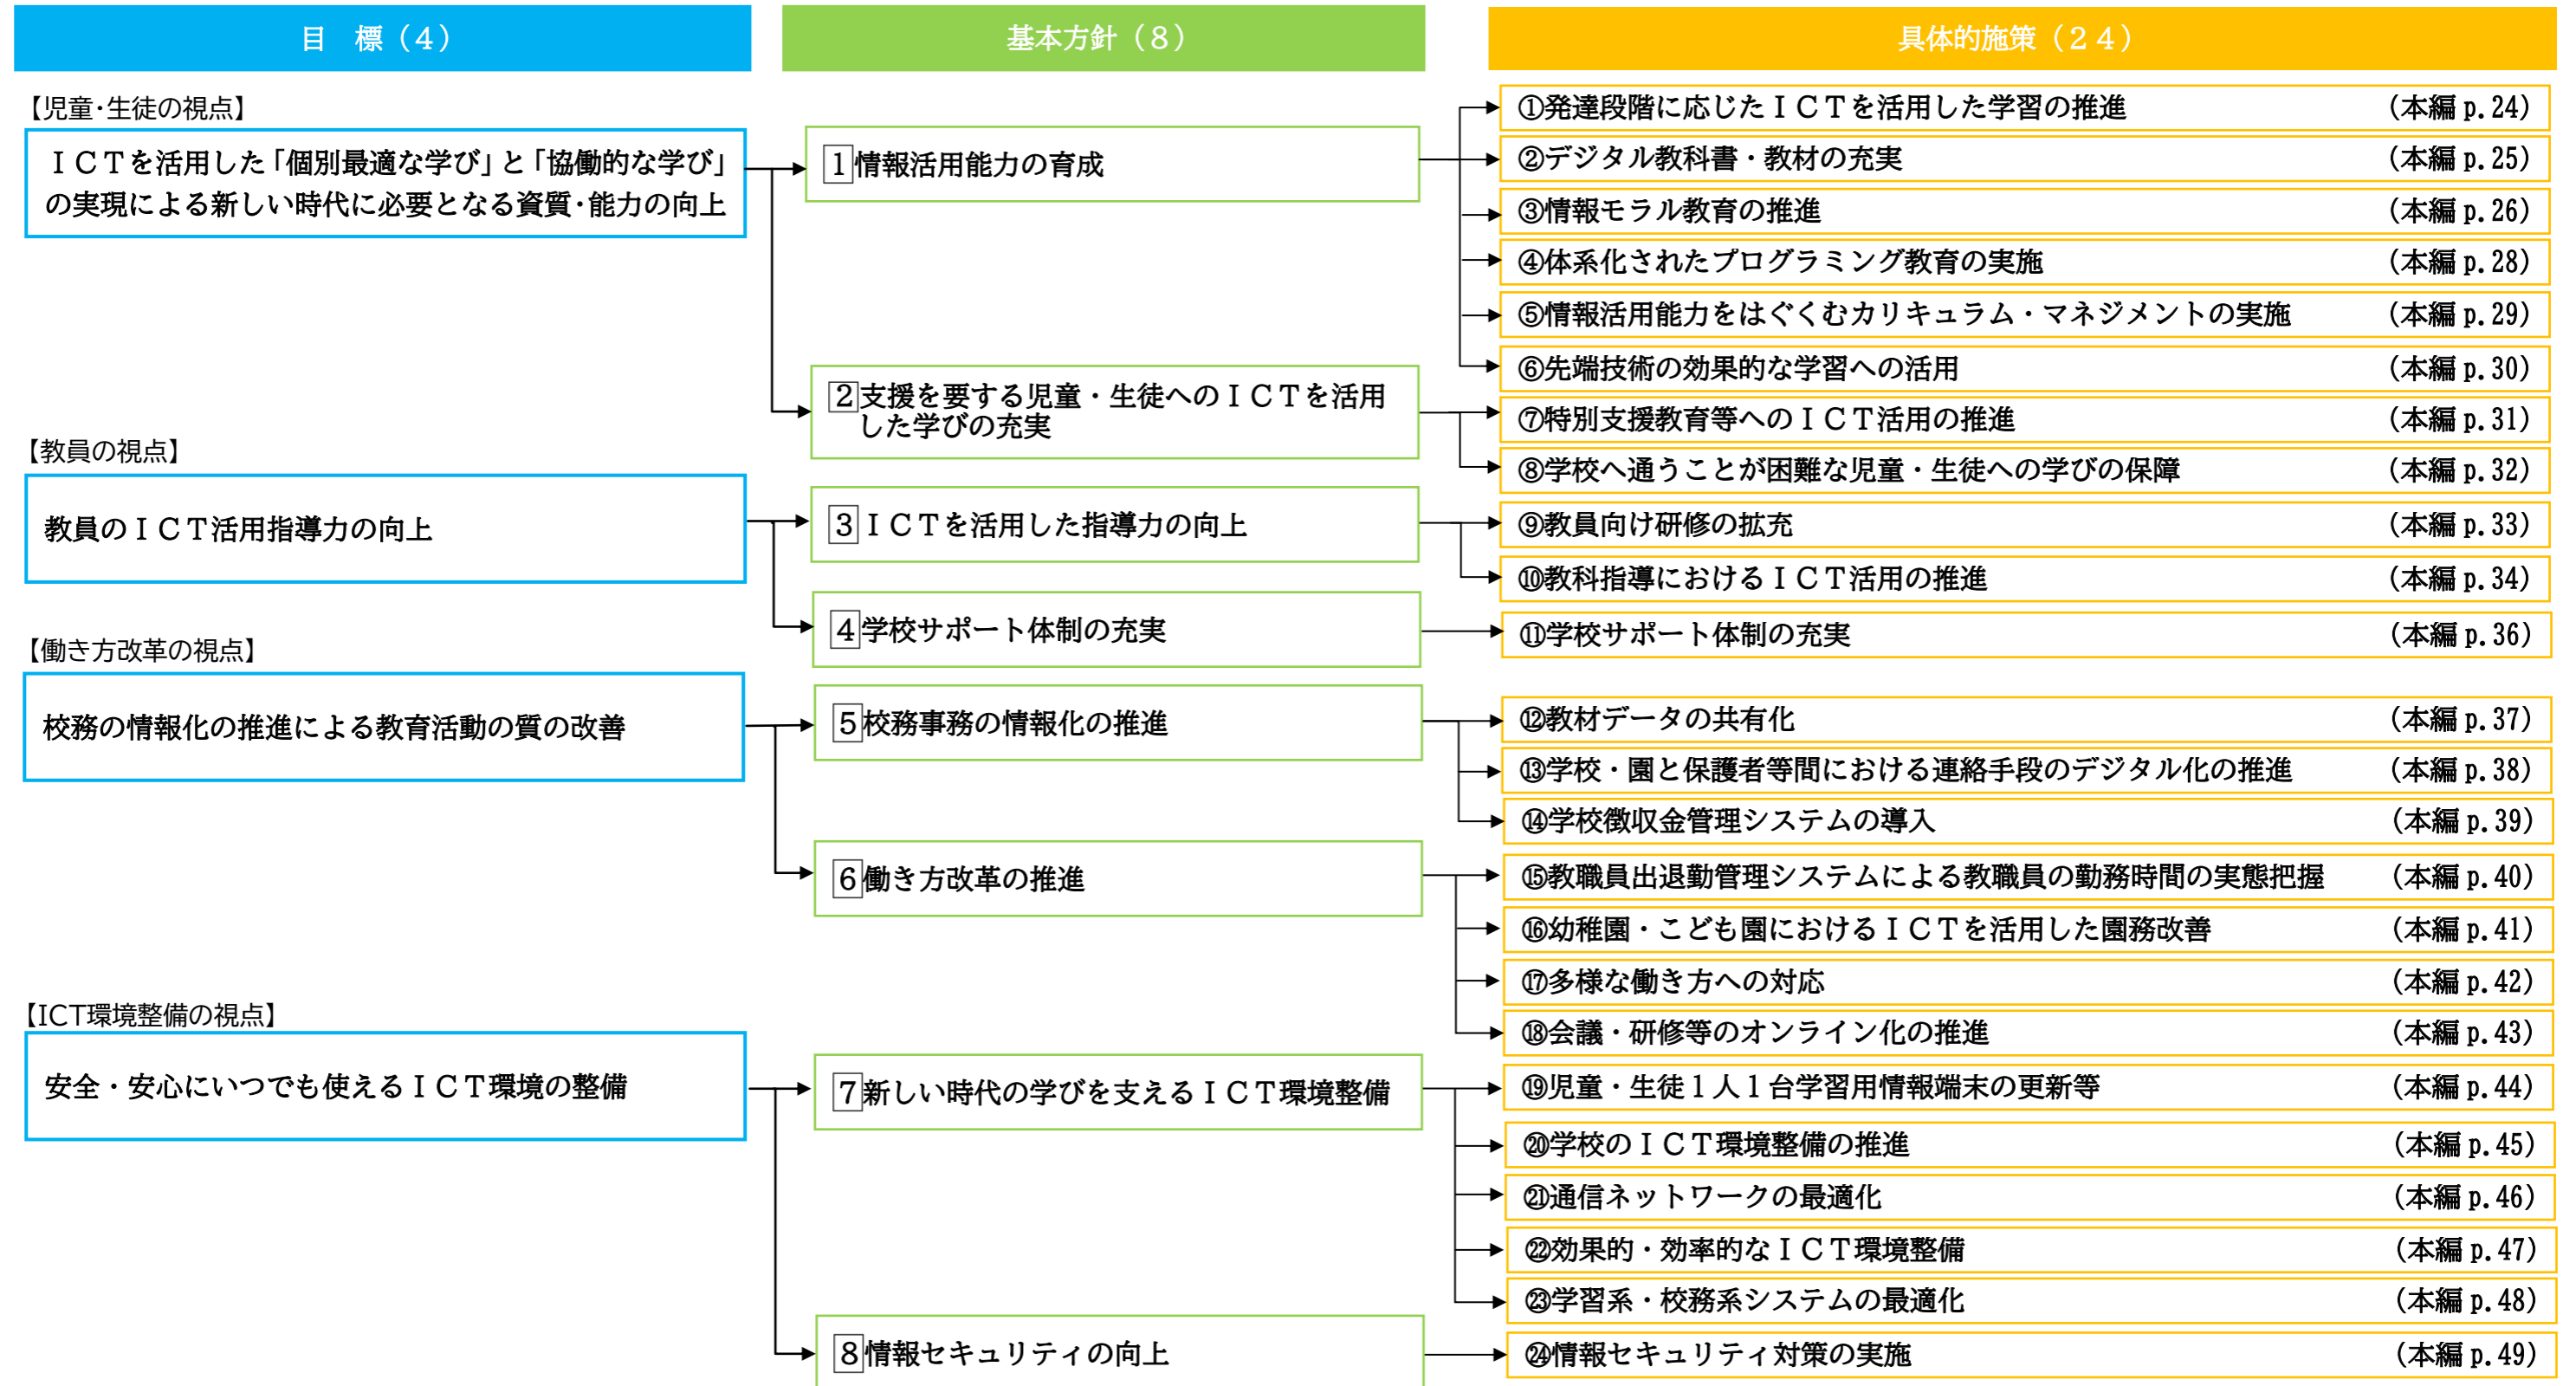 目　標（４）
基本方針（８）
具体的施策（２４）
【児童・生徒の視点】
ＩＣＴを活用した「個別最適な学び」と「協働的な学び」
の実現による新しい時代に必要となる資質・能力の向上
1 情報活用能力の育成
①発達段階に応じたＩＣＴを活用した学習の推進 （本編 p.24）
②デジタル教科書・教材の充実 （本編 p.25）
③情報モラル教育の推進 （本編 p.26）
④体系化されたプログラミング教育の実施 （本編 p.28）
⑤情報活用能力をはぐくむカリキュラム・マネジメントの実施 （本編 p.29）
⑥先端技術の効果的な学習への活用 （本編 p.30）
2 支援を要する児童・生徒へのＩＣＴを活用
した学びの充実
⑦特別支援教育等へのＩＣＴ活用の推進 （本編 p.31）
⑧学校へ通うことが困難な児童・生徒への学びの保障 （本編 p.32）
【教員の視点】
教員のＩＣＴ活用指導力の向上
3 ＩＣＴを活用した指導力の向上
⑨教員向け研修の拡充 （本編 p.33）
⑩教科指導におけるＩＣＴ活用の推進 （本編 p.34）
4 学校サポート体制の充実
⑪学校サポート体制の充実 （本編 p.36）
【働き方改革の視点】
校務の情報化の推進による教育活動の質の改善
5 校務事務の情報化の推進
⑫教材データの共有化 （本編 p.37）
⑬学校・園と保護者等間における連絡手段のデジタル化の推進 （本編 p.38）
⑭学校徴収金管理システムの導入 （本編 p.39）
6 働き方改革の推進
⑮教職員出退勤管理システムによる教職員の勤務時間の実態把握 （本編 p.40）
⑯幼稚園・こども園におけるＩＣＴを活用した園務改善 （本編 p.41）
⑰多様な働き方への対応 （本編 p.42）
⑱会議・研修等のオンライン化の推進 （本編 p.43）
【ICT環境整備の視点】
安全・安心にいつでも使えるＩＣＴ環境の整備
7 新しい時代の学びを支えるＩＣＴ環境整備
⑲児童・生徒１人１台学習用情報端末の更新等 （本編 p.44）
⑳学校のＩＣＴ環境整備の推進 （本編 p.45）
㉑通信ネットワークの最適化 （本編 p.46）
㉒効果的・効率的なＩＣＴ環境整備 （本編 p.47）
㉓学習系・校務系システムの最適化 （本編 p.48）
8 情報セキュリティの向上
㉔情報セキュリティ対策の実施 （本編 p.49）